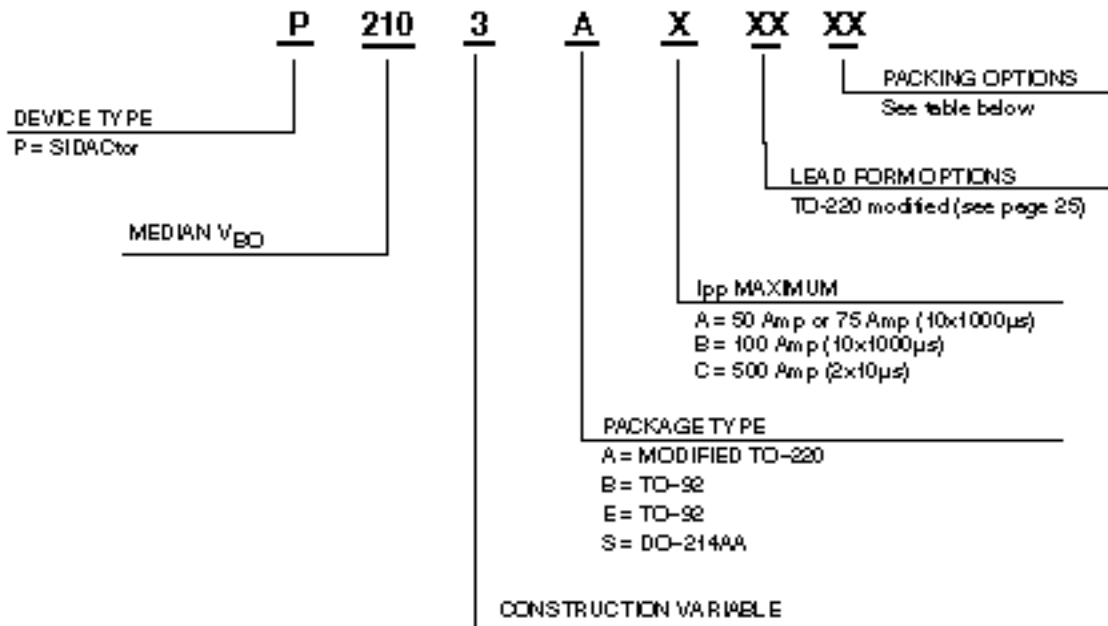 P 210 3 A X XX XX
PACKING OPTIONS
See table below
DEVICE TYPE
P = SIDACtor
LEAD FORM OPTIONS
TO-220 modified (see page 25)
MEDIAN VBO
Ipp MAXIMUM
A = 50 Amp or 75 Amp (10x1000µs)
B = 100 Amp (10x1000µs)
C = 500 Amp (2x10µs)
PACKAGE TYPE
A = MODIFIED TO-220
B = TO-92
E = TO-92
S = DO-214AA
CONSTRUCTION VARIABLE